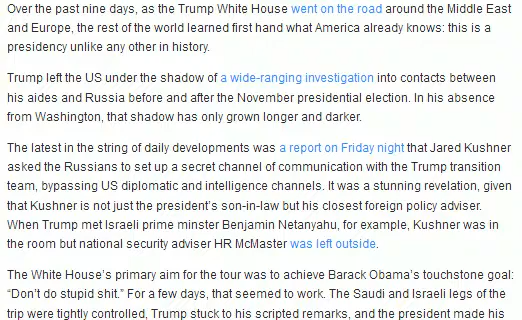 Over the past nine days, as the Trump White House went on the road around the Middle East
and Europe, the rest of the world learned first hand what America already knows: this is a
presidency unlike any other in history.
Trump left the US under the shadow of a wide-ranging investigation into contacts between
his aides and Russia before and after the November presidential election. In his absence
from Washington, that shadow has only grown longer and darker.
The latest in the string of daily developments was a report on Friday night that Jared Kushner
asked the Russians to set up a secret channel of communication with the Trump transition
team, bypassing US diplomatic and intelligence channels. It was a stunning revelation, given
that Kushner is not just the president's son-in-law but his closest foreign policy adviser.
When Trump met Israeli prime minster Benjamin Netanyahu, for example, Kushner was in
the room but national security adviser HR McMaster was left outside.
The White House's primary aim for the tour was to achieve Barack Obama's touchstone goal:
“Don't do stupid shit.” For a few days, that seemed to work. The Saudi and Israeli legs of the
trip were tightly controlled, Trump stuck to his scripted remarks, and the president made his